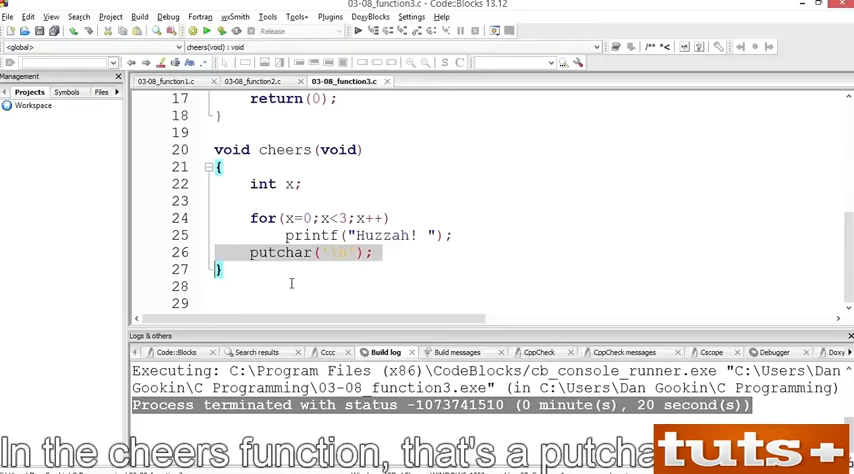 03-08_function3.c - Code::Blocks 13.12
File Edit View Search Project Build Debug Fortran wxSmith Tools Tools+ Plugins DoxyBlocks Settings Help
Release
<global> cheers(void) : void
Management
Projects Symbols Files
Workspace
03-08_function1.c 03-08_function2.c 03-08_function3.c
17 return(0);
18 }
19
20 void cheers(void)
21 {
22 int x;
23
24 for(x=0;x<3;x++)
25 printf("Huzzah! ");
26 putchar('\n');
27 }
28
29
Logs & others
Code::Blocks Search results Cccc Build log Build messages CppCheck CppCheck messages Cscope Debugger Doxy
Executing: C:\Program Files (x86)\CodeBlocks/cb_console_runner.exe "C:\Users\Dan
Gookin\C Programming\03-08_function3.exe" (in C:\Users\Dan Gookin\C Programming)
Process terminated with status -1073741510 (0 minute(s), 20 second(s))
In the cheers function, that's a putcha
tuts+